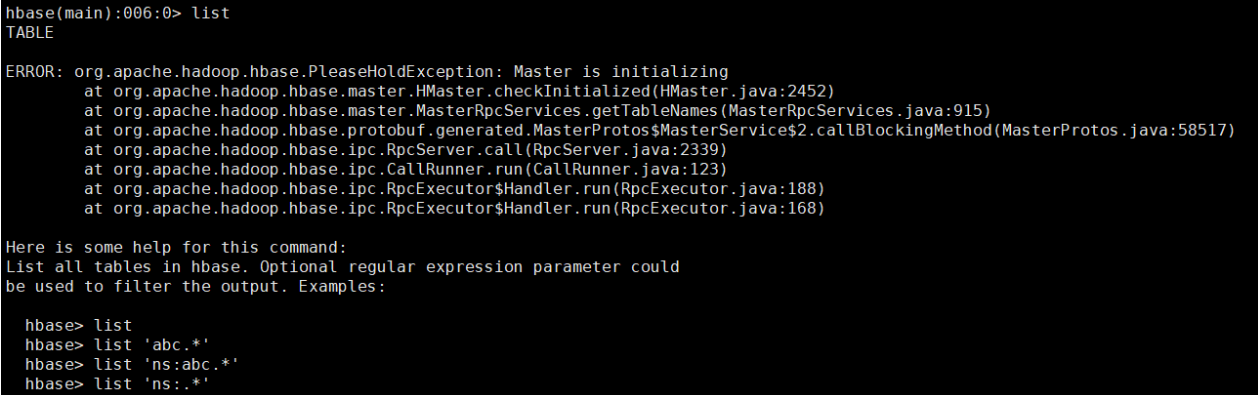 hbase(main):006:0> list
TABLE
ERROR: org.apache.hadoop.hbase.PleaseHoldException: Master is initializing
at org.apache.hadoop.hbase.master.HMaster.checkInitialized(HMaster.java:2452)
at org.apache.hadoop.hbase.master.MasterRpcServices.getTableNames(MasterRpcServices.java:915)
at org.apache.hadoop.hbase.protobuf.generated.MasterProtos$MasterService$2.callBlockingMethod(MasterProtos.java:58517)
at org.apache.hadoop.hbase.ipc.RpcServer.call(RpcServer.java:2339)
at org.apache.hadoop.hbase.ipc.CallRunner.run(CallRunner.java:123)
at org.apache.hadoop.hbase.ipc.RpcExecutor$Handler.run(RpcExecutor.java:188)
at org.apache.hadoop.hbase.ipc.RpcExecutor$Handler.run(RpcExecutor.java:168)
Here is some help for this command:
List all tables in hbase. Optional regular expression parameter could
be used to filter the output. Examples:
hbase> list
hbase> list 'abc.*'
hbase> list 'ns:abc.*'
hbase> list 'ns:.*'